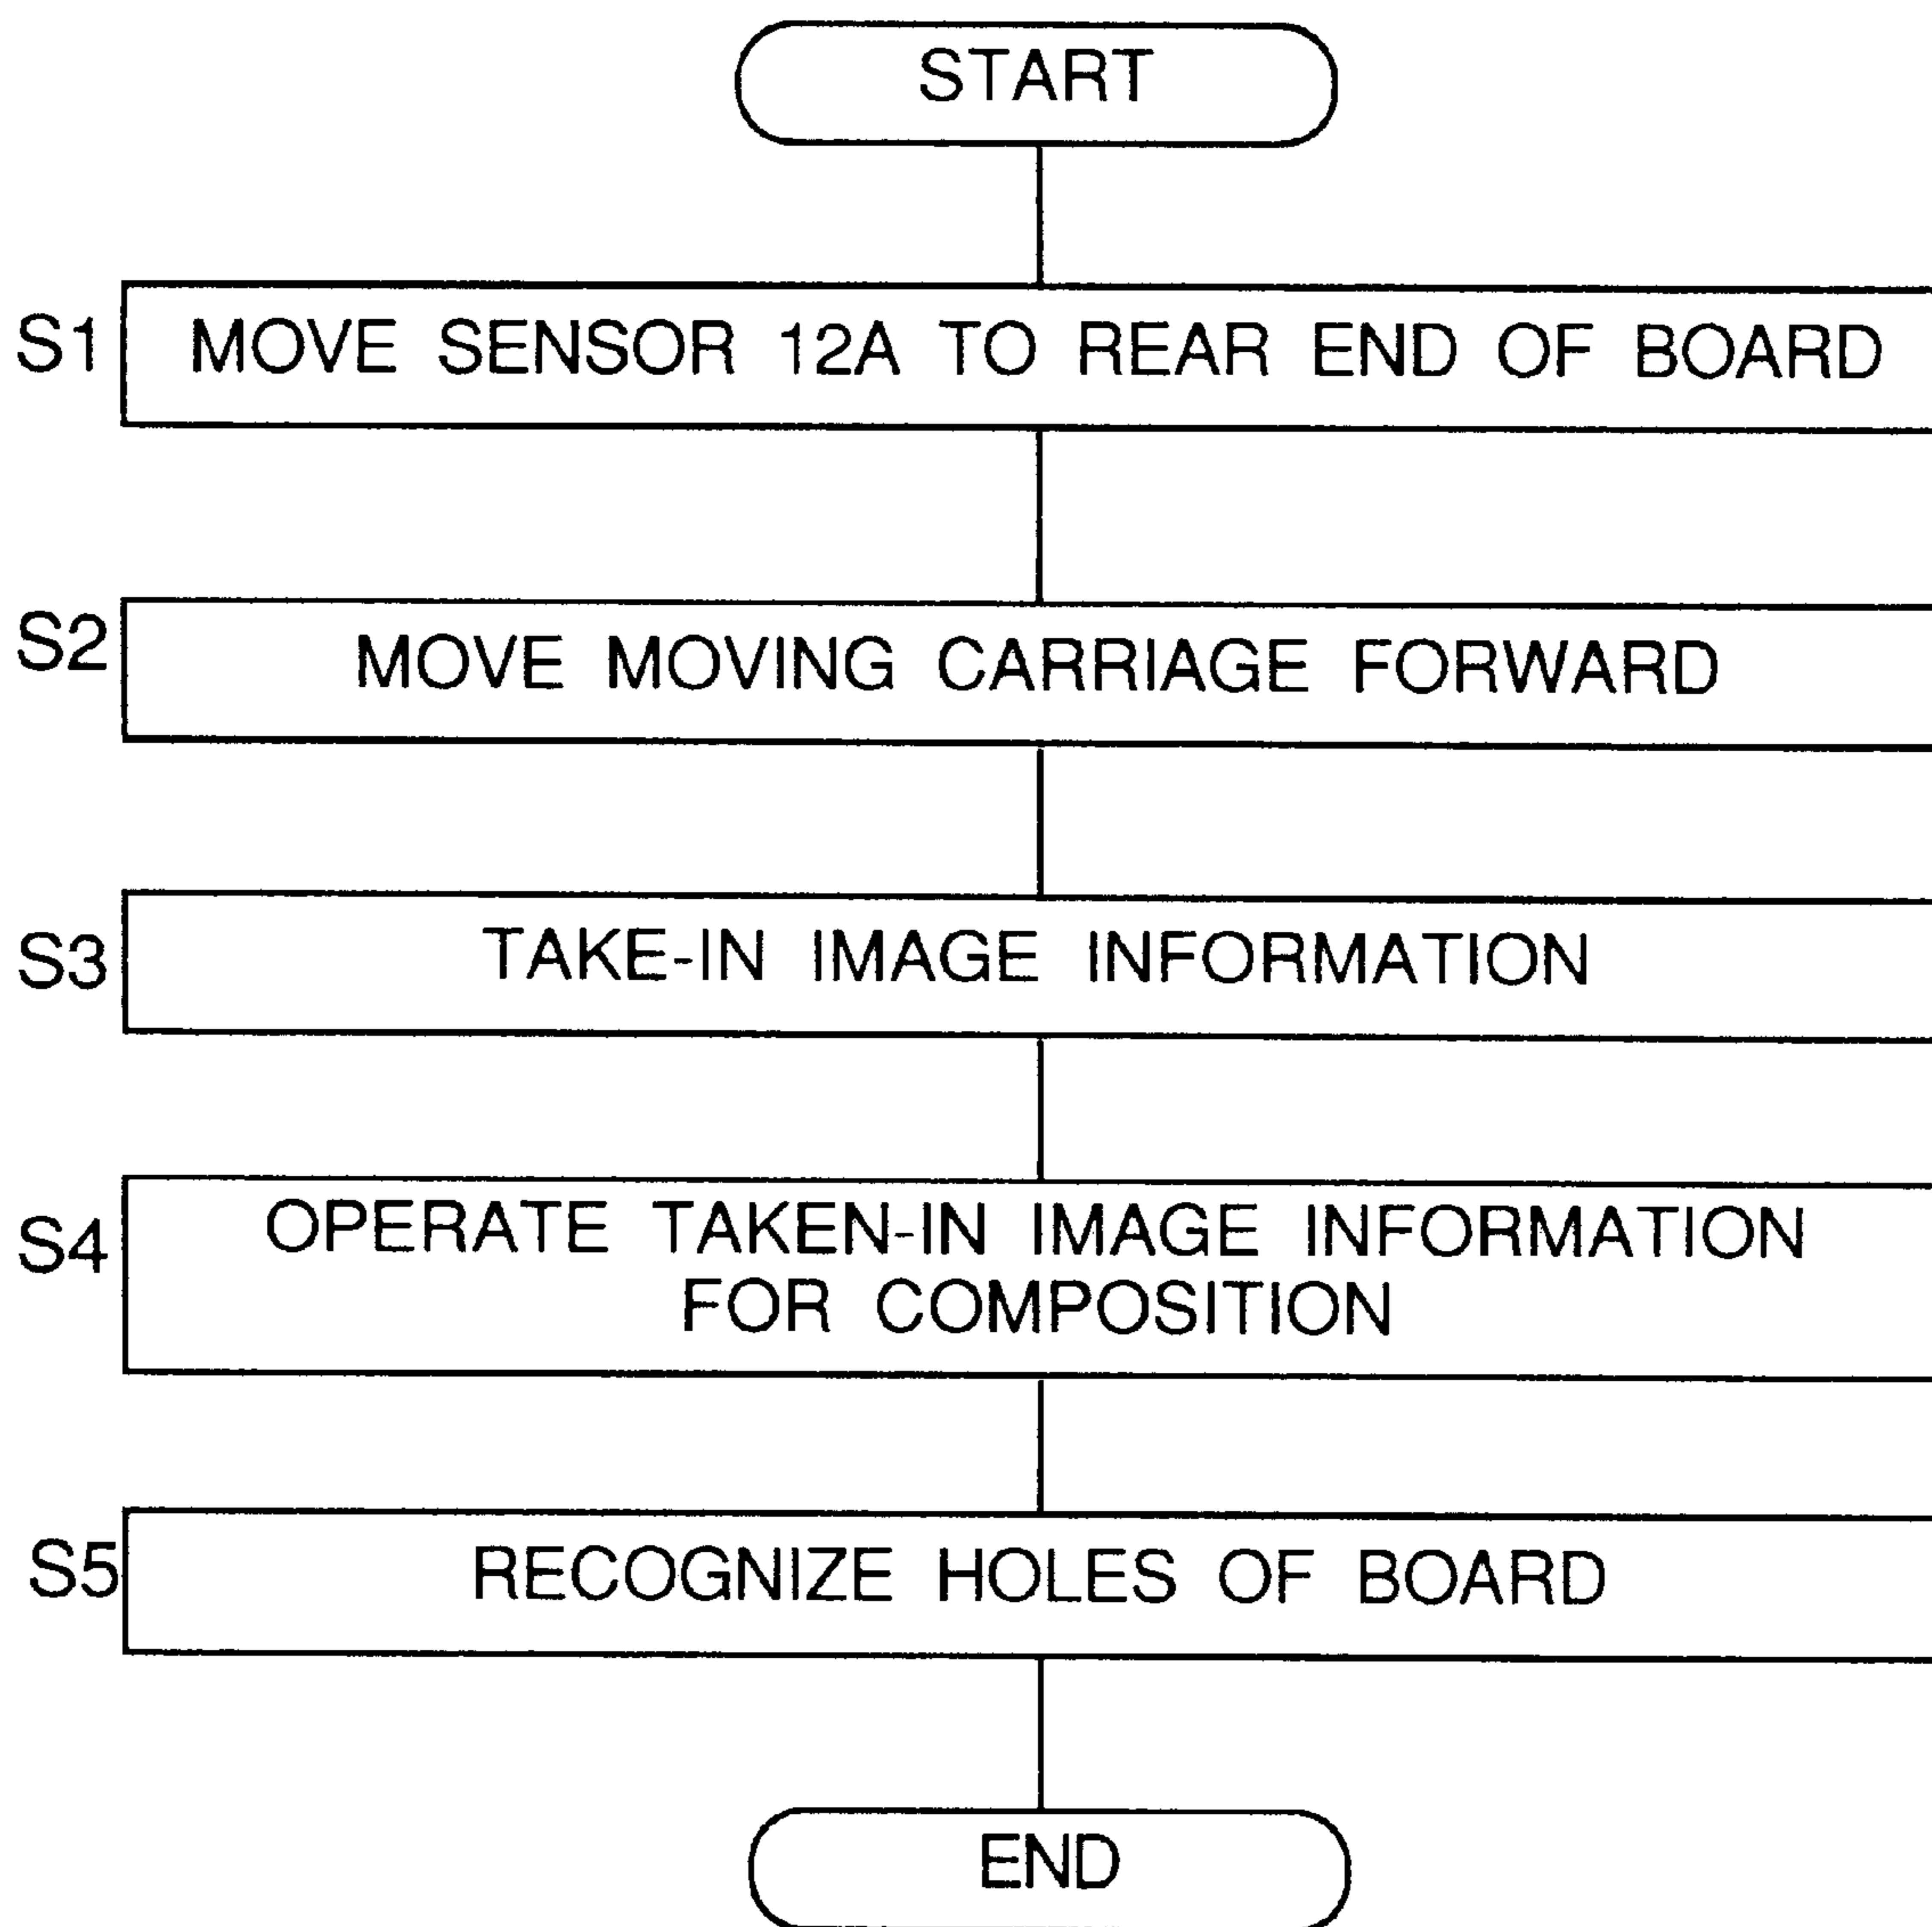 START
S1 MOVE SENSOR 12A TO REAR END OF BOARD
S2 MOVE MOVING CARRIAGE FORWARD
S3 TAKE-IN IMAGE INFORMATION
S4 OPERATE TAKEN-IN IMAGE INFORMATION
FOR COMPOSITION
S5 RECOGNIZE HOLES OF BOARD
END